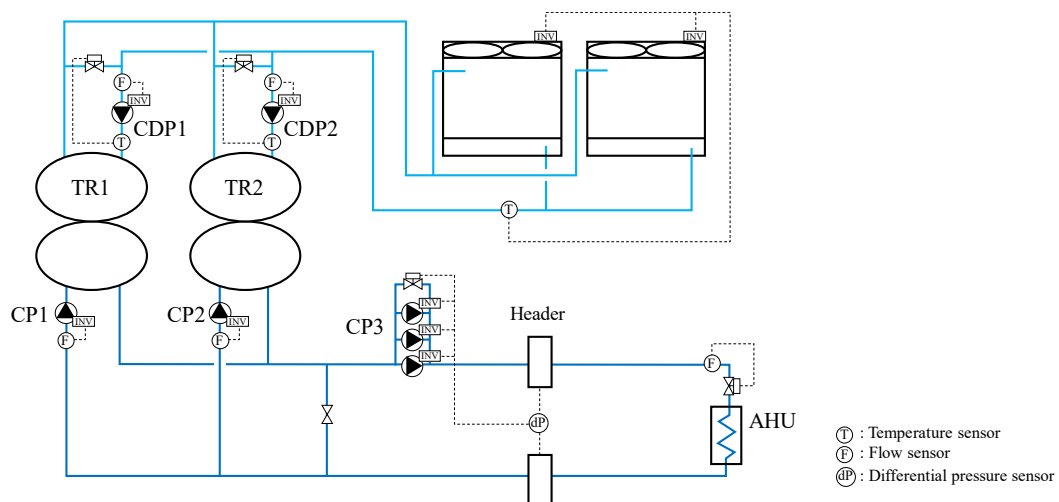 INV
INV
F
INV
T
CDP1
F
INV
T
CDP2
TR1
TR2
T
CP1
INV
F
CP2
INV
F
CP3
INV
INV
INV
Header
dP
F
AHU
T : Temperature sensor
F : Flow sensor
dP : Differential pressure sensor